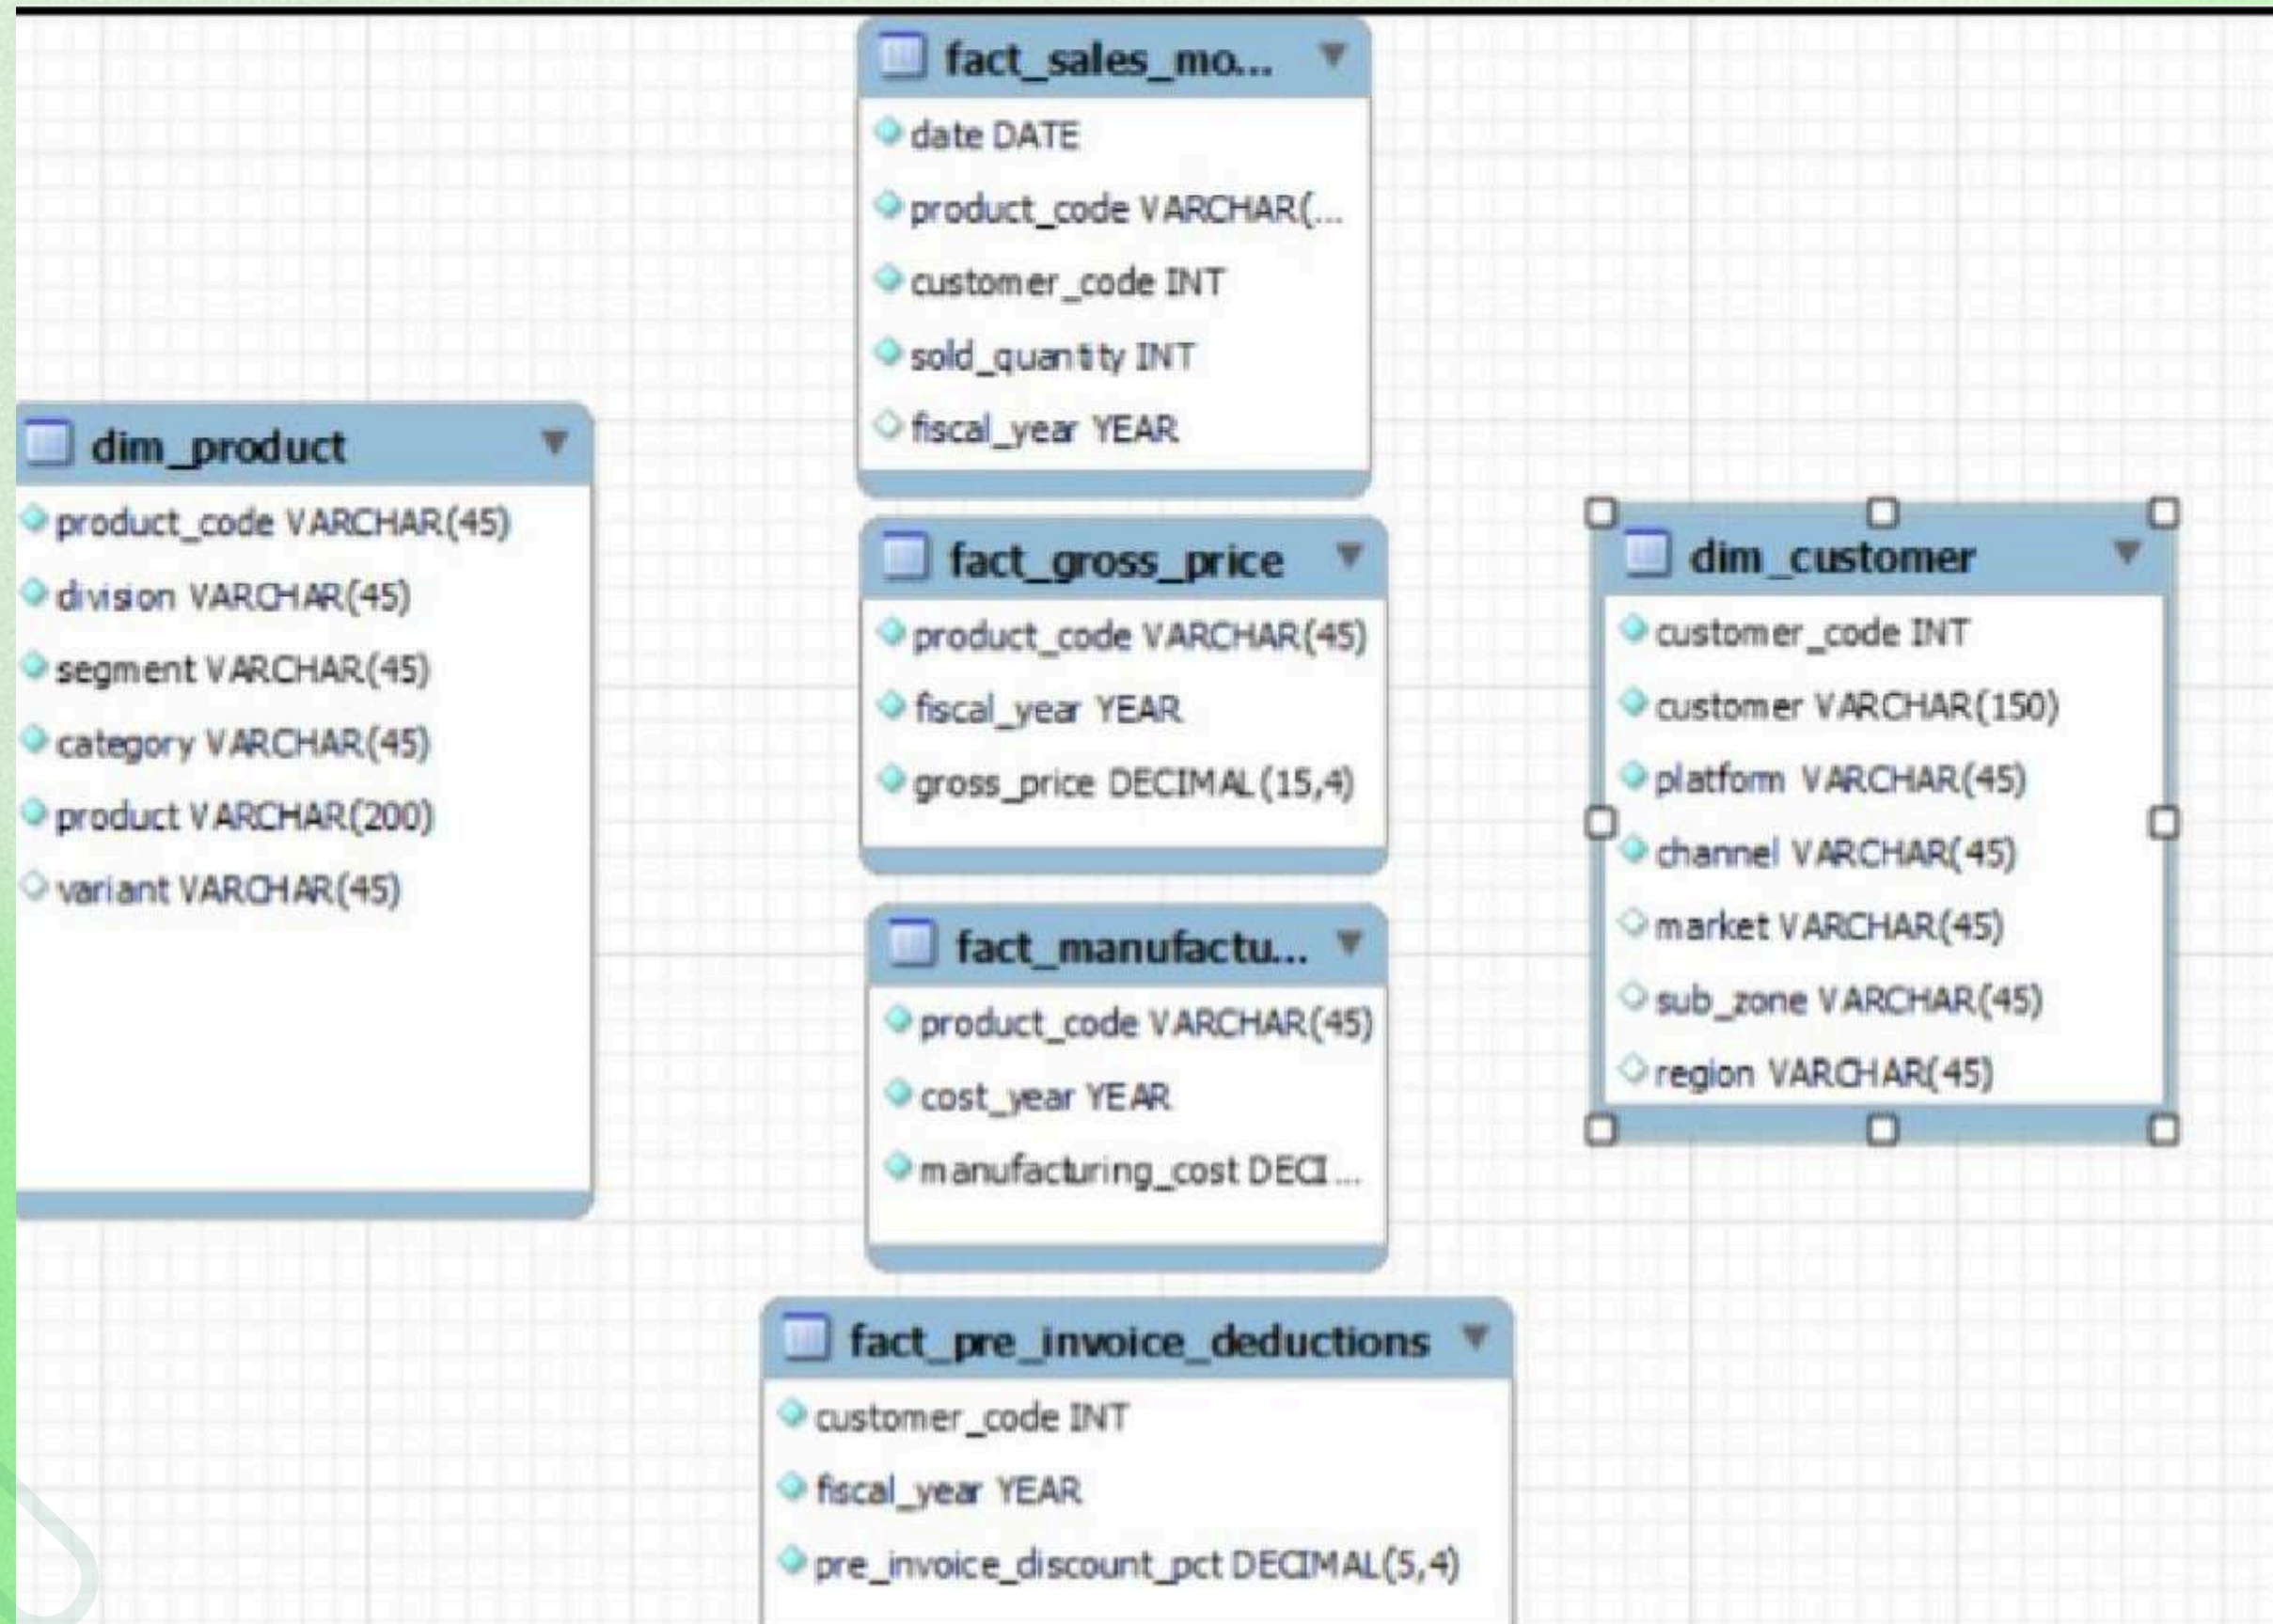 fact_sales_mo...
date DATE
product_code VARCHAR(...
customer_code INT
sold_quantity INT
fiscal_year YEAR
dim_product
product_code VARCHAR(45)
division VARCHAR(45)
segment VARCHAR(45)
category VARCHAR(45)
product VARCHAR(200)
variant VARCHAR(45)
fact_gross_price
product_code VARCHAR(45)
fiscal_year YEAR
gross_price DECIMAL(15,4)
dim_customer
customer_code INT
customer VARCHAR(150)
platform VARCHAR(45)
channel VARCHAR(45)
market VARCHAR(45)
sub_zone VARCHAR(45)
region VARCHAR(45)
fact_manufactu...
product_code VARCHAR(45)
cost_year YEAR
manufacturing_cost DECI...
fact_pre_invoice_deductions
customer_code INT
fiscal_year YEAR
pre_invoice_discount_pct DECIMAL(5,4)